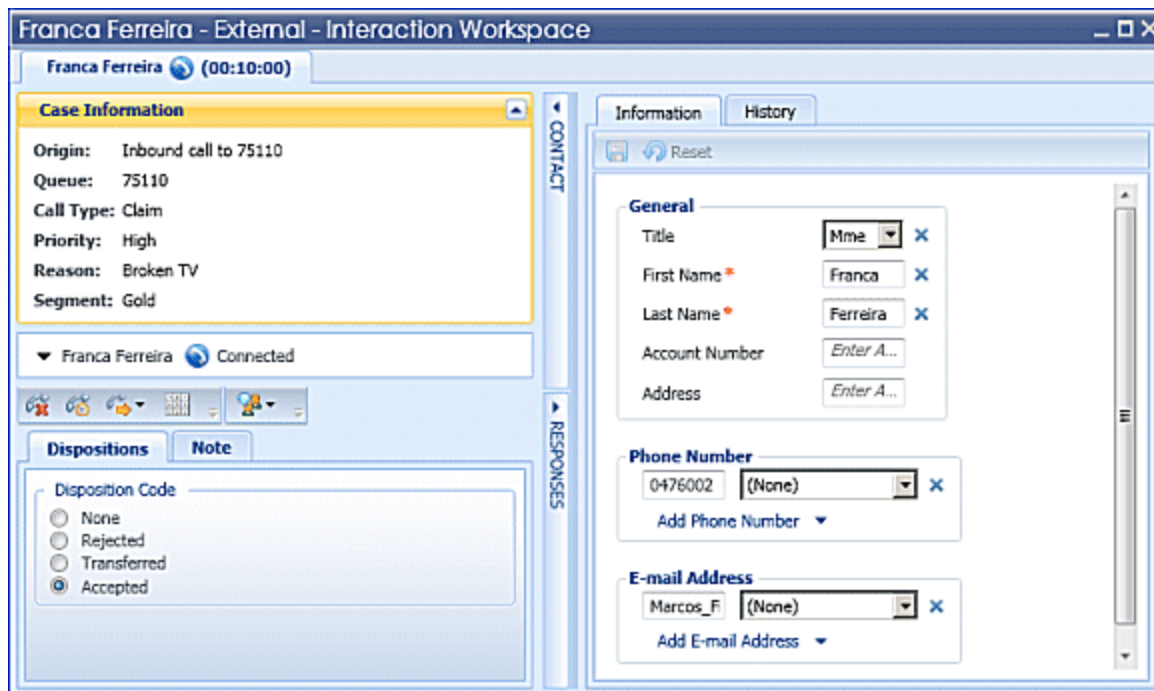 Franca Ferreira - External - Interaction Workspace
Franca Ferreira (00:10:00)
Case Information
Origin: Inbound call to 75110
Queue: 75110
Call Type: Claim
Priority: High
Reason: Broken TV
Segment: Gold
Franca Ferreira Connected
Dispositions Note
Disposition Code
None
Rejected
Transferred
Accepted
CONTACT
RESPONSES
Information History
Reset
General
Title Mme
First Name* Franca
Last Name* Ferreira
Account Number Enter A...
Address Enter A...
Phone Number
0476002 (None)
Add Phone Number
E-mail Address
Marcos_F (None)
Add E-mail Address